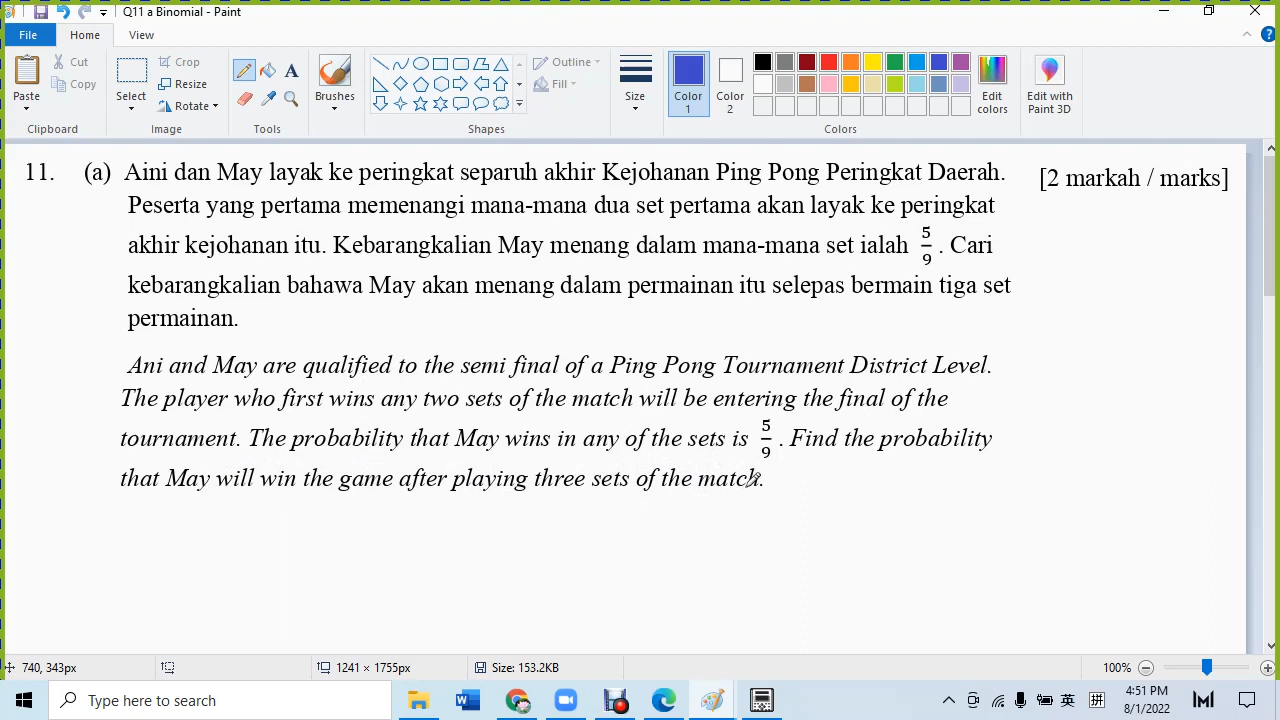 Q11 a Binomial - Paint
File Home View
Paste Cut Copy Clipboard
Select Crop Resize Rotate Image
Tools
Brushes
Outline Fill Shapes
Size
Color 1 Color 2 Edit colors Colors
Edit with Paint 3D
11. (a) Aini dan May layak ke peringkat separuh akhir Kejohanan Ping Pong Peringkat Daerah. [2 markah / marks]
Peserta yang pertama memenangi mana-mana dua set pertama akan layak ke peringkat
akhir kejohanan itu. Kebarangkalian May menang dalam mana-mana set ialah 5/9 . Cari
kebarangkalian bahawa May akan menang dalam permainan itu selepas bermain tiga set
permainan.
Ani and May are qualified to the semi final of a Ping Pong Tournament District Level.
The player who first wins any two sets of the match will be entering the final of the
tournament. The probability that May wins in any of the sets is 5/9 . Find the probability
that May will win the game after playing three sets of the match.
740, 343px 1241 × 1755px Size: 153.2KB 100%
Type here to search
英 拼 4:51 PM
8/1/2022